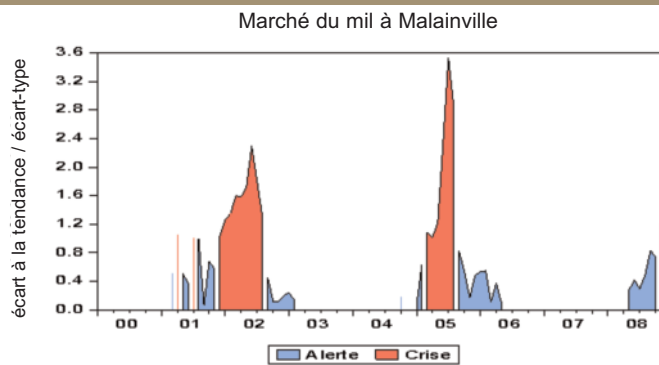 Marché du mil à Malainville
écart à la tendance / écart-type
3.6
3.2
2.8
2.4
2.0
1.6
1.2
0.8
0.4
0.0
00 01 02 03 04 05 06 07 08
Alerte Crise